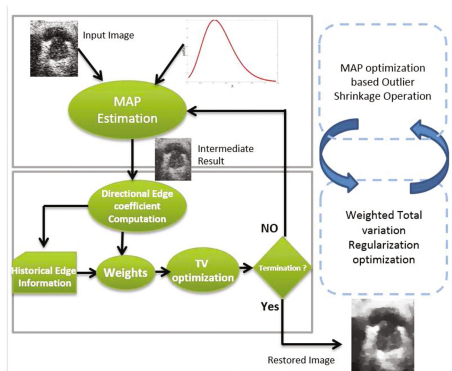 Input Image
MAP
Estimation
Intermediate
Result
Directional Edge
coefficient
Computation
Historical Edge
Information
Weights
TV
optimization
Termination ?
NO
Yes
Restored Image
MAP optimization
based Outlier
Shrinkage Operation
Weighted Total
variation
Regularization
optimization